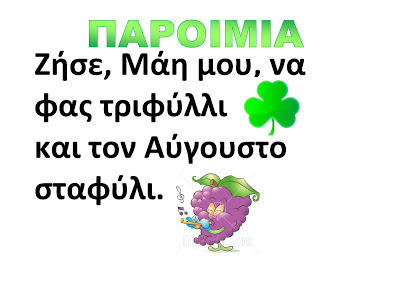 ΠΑΡΟΙΜΙΑ
Ζήσε, Μάη μου, να
φας τριφύλλι
και τον Αύγουστο
σταφύλι.